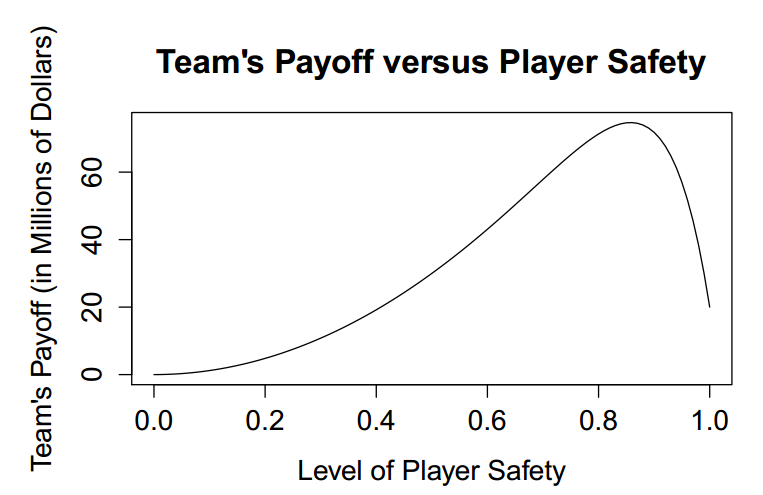 Team's Payoff versus Player Safety
Team's Payoff (in Millions of Dollars)
60
40
20
0
0.0 0.2 0.4 0.6 0.8 1.0
Level of Player Safety